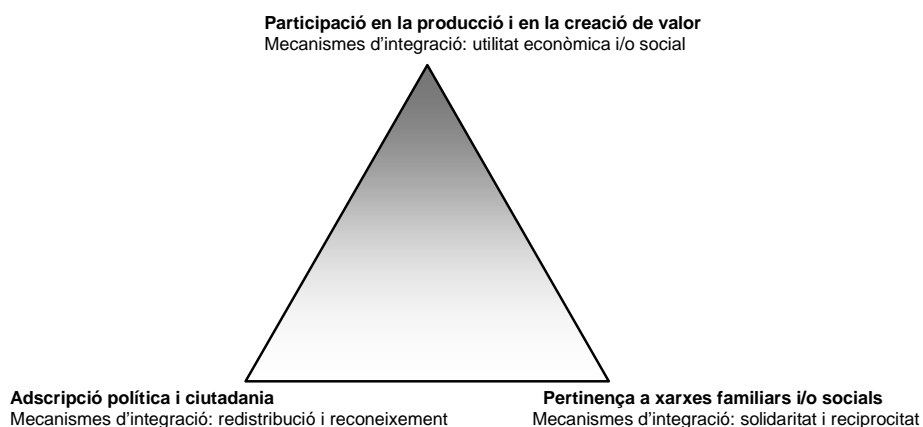 Participació en la producció i en la creació de valor
Mecanismes d'integració: utilitat econòmica i/o social
Adscripció política i ciutadania
Mecanismes d'integració: redistribució i reconeixement
Pertinença a xarxes familiars i/o socials
Mecanismes d'integració: solidaritat i reciprocitat